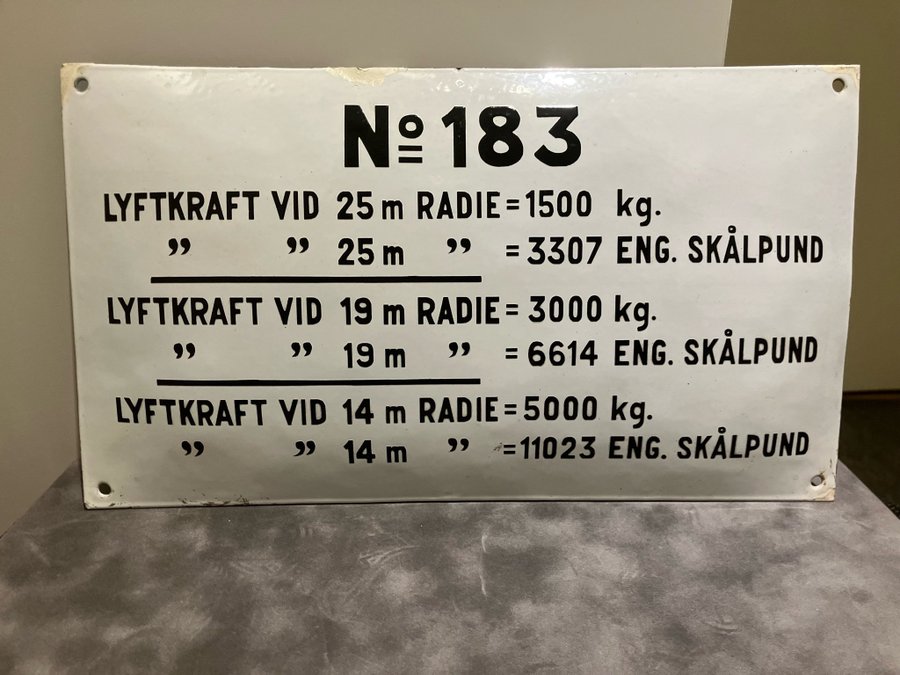 Nº 183
LYFTKRAFT VID 25 m RADIE = 1500 kg.
” ” 25 m ” = 3307 ENG. SKÅLPUND
LYFTKRAFT VID 19 m RADIE = 3000 kg.
” ” 19 m ” = 6614 ENG. SKÅLPUND
LYFTKRAFT VID 14 m RADIE = 5000 kg.
” ” 14 m ” = 11023 ENG. SKÅLPUND